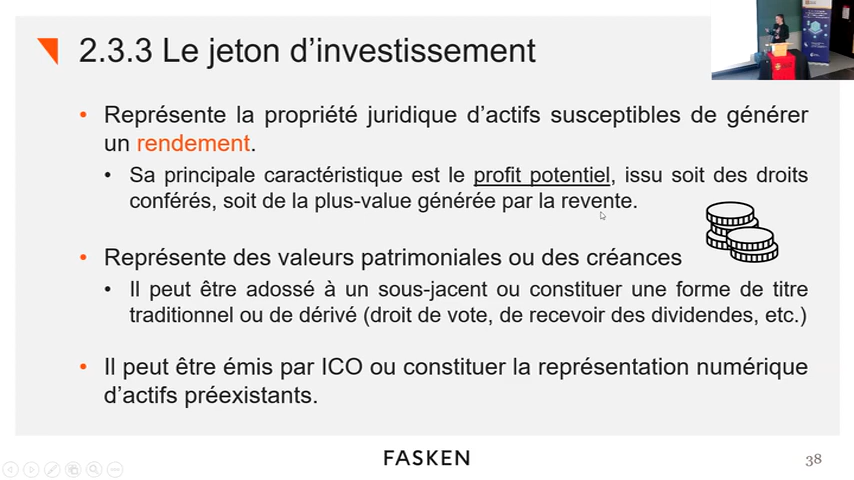 2.3.3 Le jeton d’investissement
• Représente la propriété juridique d’actifs susceptibles de générer
un rendement.
• Sa principale caractéristique est le profit potentiel, issu soit des droits
conférés, soit de la plus-value générée par la revente.
• Représente des valeurs patrimoniales ou des créances
• Il peut être adossé à un sous-jacent ou constituer une forme de titre
traditionnel ou de dérivé (droit de vote, de recevoir des dividendes, etc.)
• Il peut être émis par ICO ou constituer la représentation numérique
d’actifs préexistants.
FASKEN
38